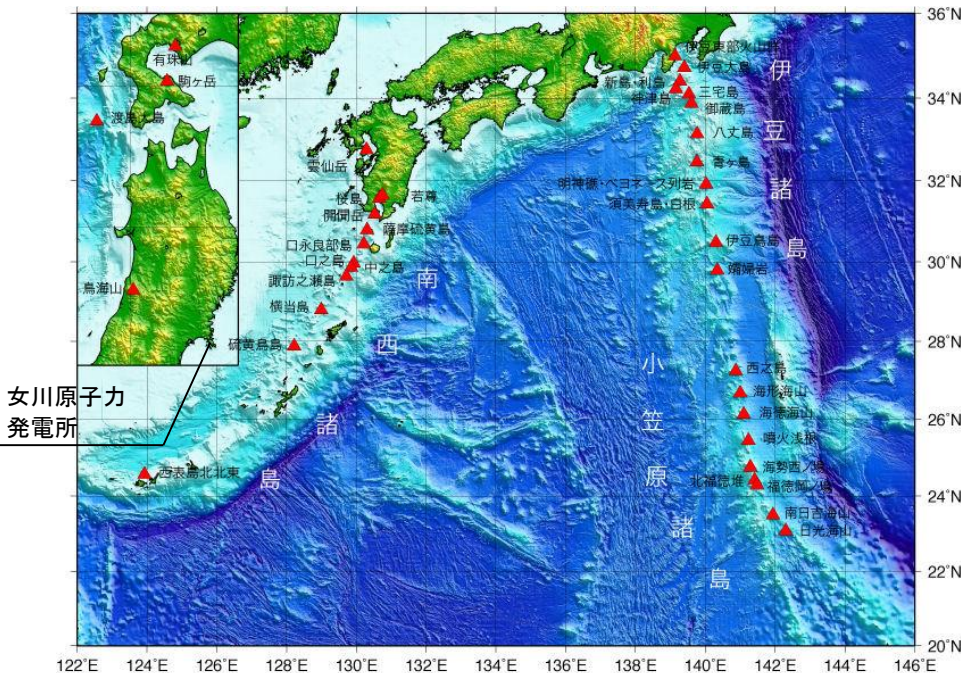 36°N
34°N
32°N
30°N
28°N
26°N
24°N
22°N
20°N
122°E
124°E
126°E
128°E
130°E
132°E
134°E
136°E
138°E
140°E
142°E
144°E
146°E
有珠山
駒ヶ岳
渡島大島
鳥海山
女川原子力
発電所
雲仙岳
桜島
若尊
開聞岳
薩摩硫黄島
口永良部島
口之島
中之島
諏訪之瀬島
横当島
硫黄鳥島
西表島北北東
南西諸島
伊豆東部火山群
伊豆大島
新島・利島
神津島
三宅島
御蔵島
八丈島
青ヶ島
明神礁・ベヨネース列岩
須美寿島・白根
伊豆鳥島
孀婦岩
伊豆諸島
西之島
海形海山
海徳海山
噴火浅根
北福徳堆
福徳岡ノ場
南日吉海山
日光海山
小笠原諸島